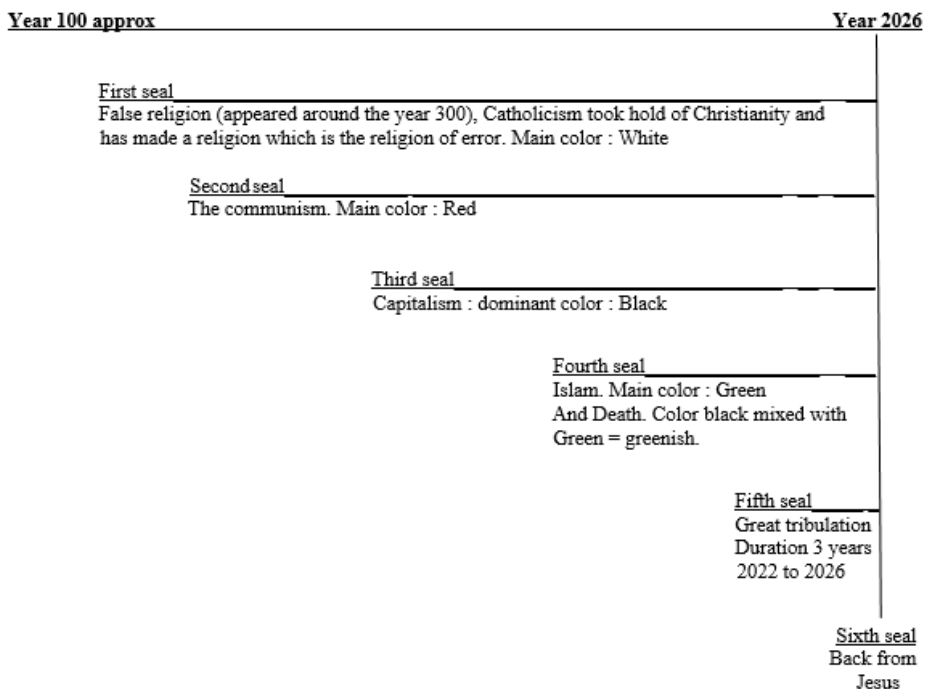 Year 100 approx Year 2026
First seal
False religion (appeared around the year 300), Catholicism took hold of Christianity and
has made a religion which is the religion of error. Main color : White
Second seal
The communism. Main color : Red
Third seal
Capitalism : dominant color : Black
Fourth seal
Islam. Main color : Green
And Death. Color black mixed with
Green = greenish.
Fifth seal
Great tribulation
Duration 3 years
2022 to 2026
Sixth seal
Back from
Jesus